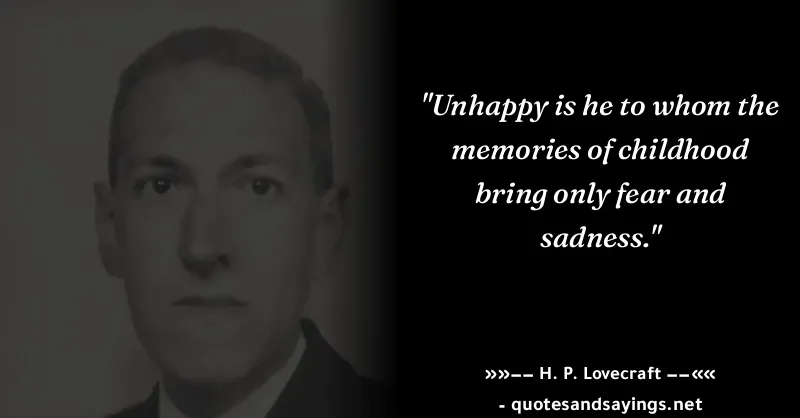 "Unhappy is he to whom the
memories of childhood
bring only fear and
sadness."
»»−− H. P. Lovecraft −−««
- quotesandsayings.net